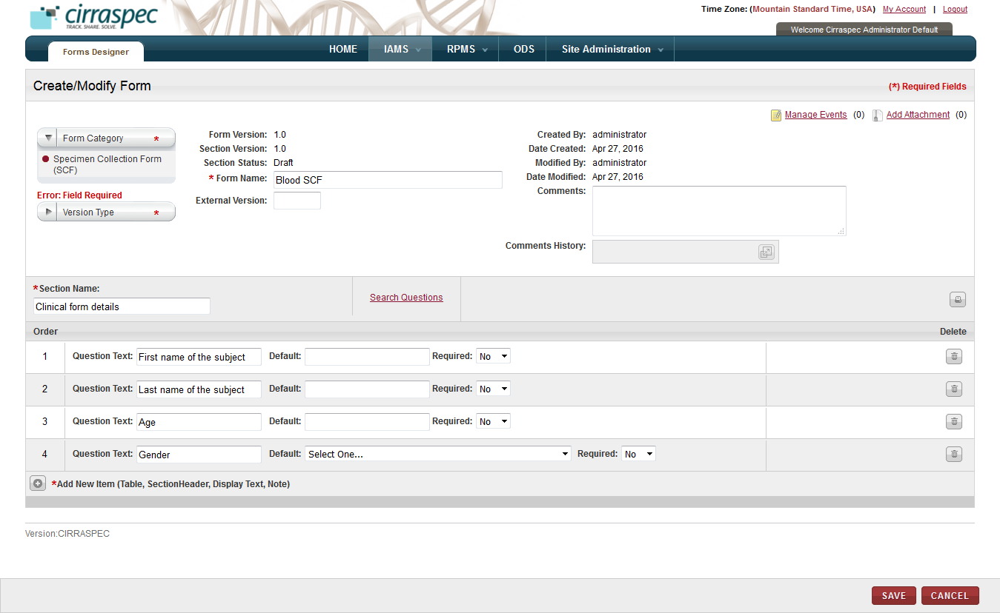 cirraspec
TRACK. SHARE. SOLVE.
Time Zone: (Mountain Standard Time, USA) My Account | Logout
Welcome Cirraspec Administrator Default
Forms Designer
HOME IAMS RPMS ODS Site Administration
Create/Modify Form
(*) Required Fields
Manage Events (0) Add Attachment (0)
Form Category *
Specimen Collection Form
(SCF)
Error: Field Required
Version Type *
Form Version: 1.0
Section Version: 1.0
Section Status: Draft
* Form Name: Blood SCF
External Version:
Created By: administrator
Date Created: Apr 27, 2016
Modified By: administrator
Date Modified: Apr 27, 2016
Comments:
Comments History:
*Section Name:
Clinical form details
Search Questions
Order Delete
1 Question Text: First name of the subject Default: Required: No
2 Question Text: Last name of the subject Default: Required: No
3 Question Text: Age Default: Required: No
4 Question Text: Gender Default: Select One... Required: No
*Add New Item (Table, SectionHeader, Display Text, Note)
Version:CIRRASPEC
SAVE CANCEL